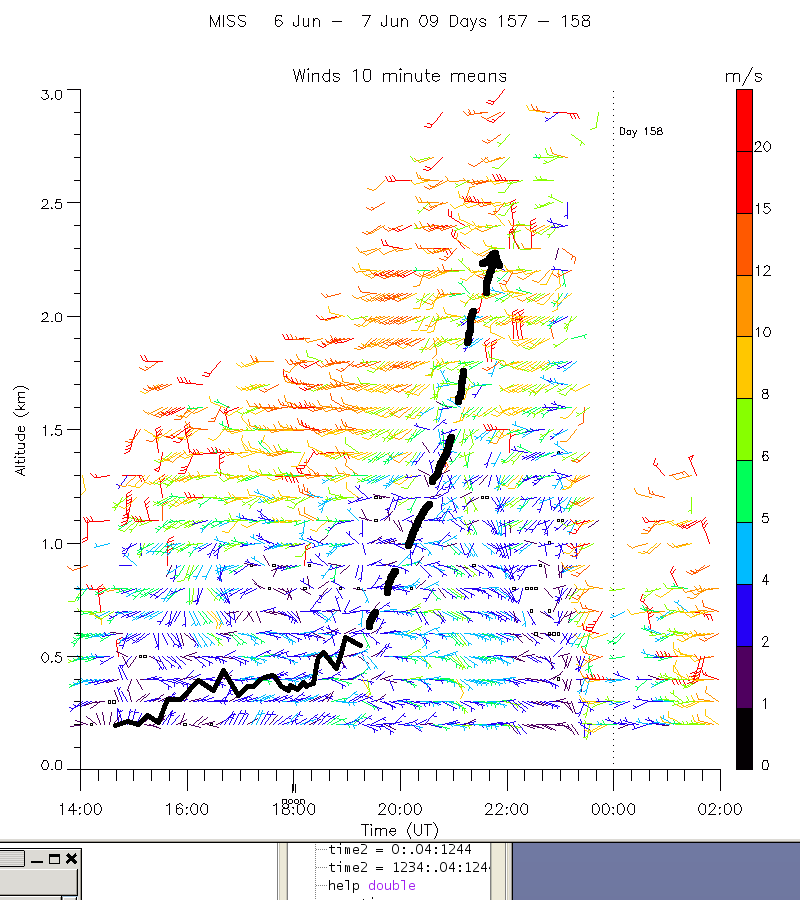 MISS 6 Jun – 7 Jun 09 Days 157 – 158
Winds 10 minute means
m/s
3.0
Day 158
20
2.5
15
12
2.0
10
8
Altitude (km)
1.5
6
5
1.0
4
2
0.5
1
0.0
0
noon
14:00 16:00 18:00 20:00 22:00 00:00 02:00
Time (UT)
time2 = 0:.04:1244
time2 = 1234:.04:124
help double